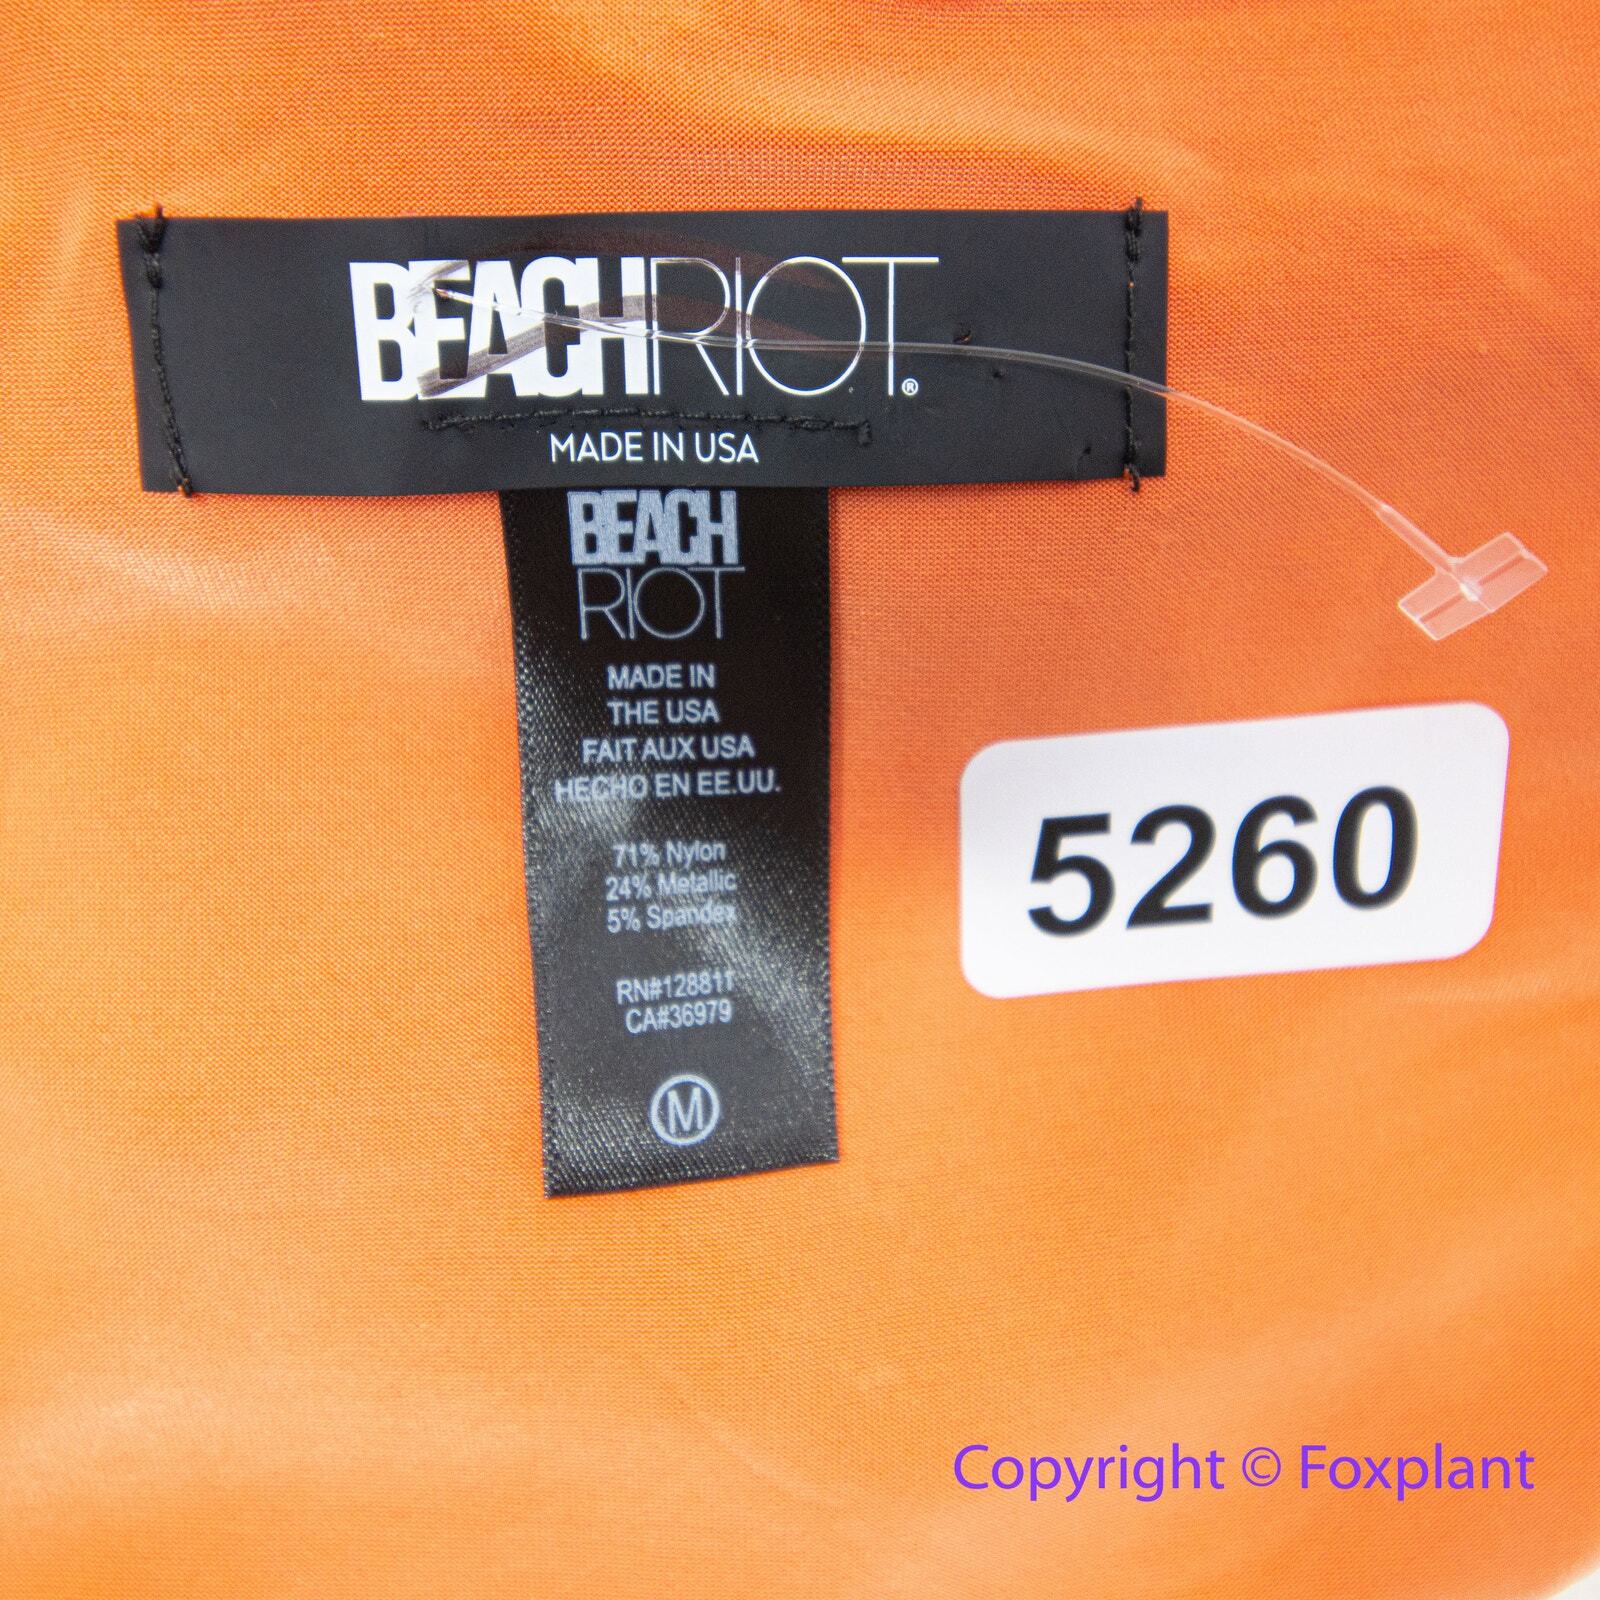 BEACHRIOT®
MADE IN USA
BEACH
RIOT
MADE IN
THE USA
FAIT AUX USA
HECHO EN EE.UU.
71% Nylon
24% Metallic
5% Spandex
RN#128811
CA#36979
M
5260
Copyright © Foxplant